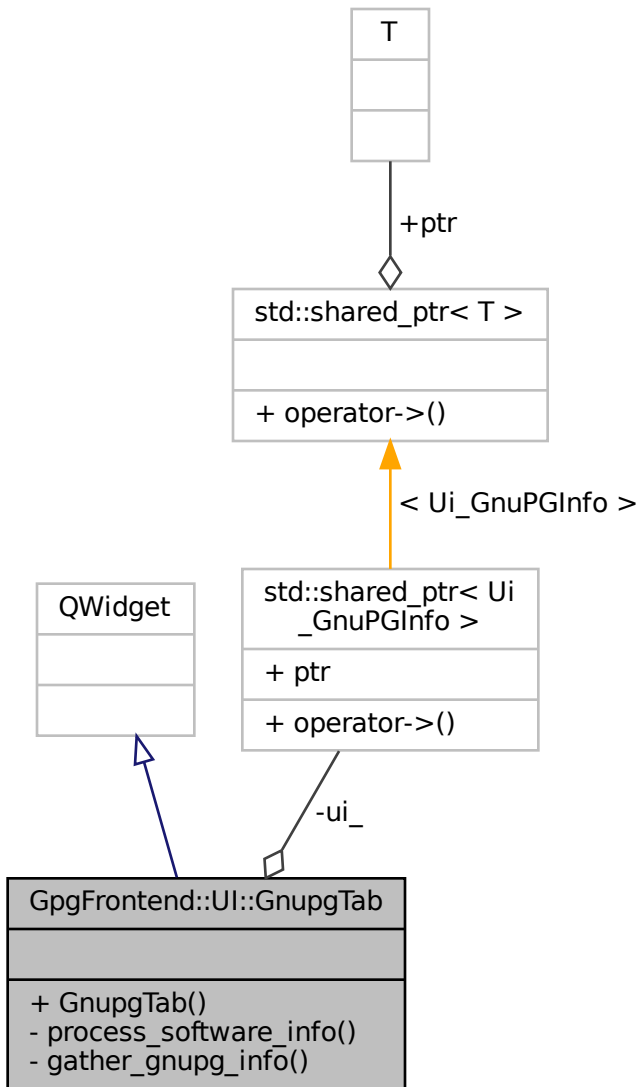 T
+ptr
std::shared_ptr< T >
+ operator->()
< Ui_GnuPGInfo >
QWidget
std::shared_ptr< Ui
_GnuPGInfo >
+ ptr
+ operator->()
-ui_
GpgFrontend::UI::GnupgTab
+ GnupgTab()
- process_software_info()
- gather_gnupg_info()